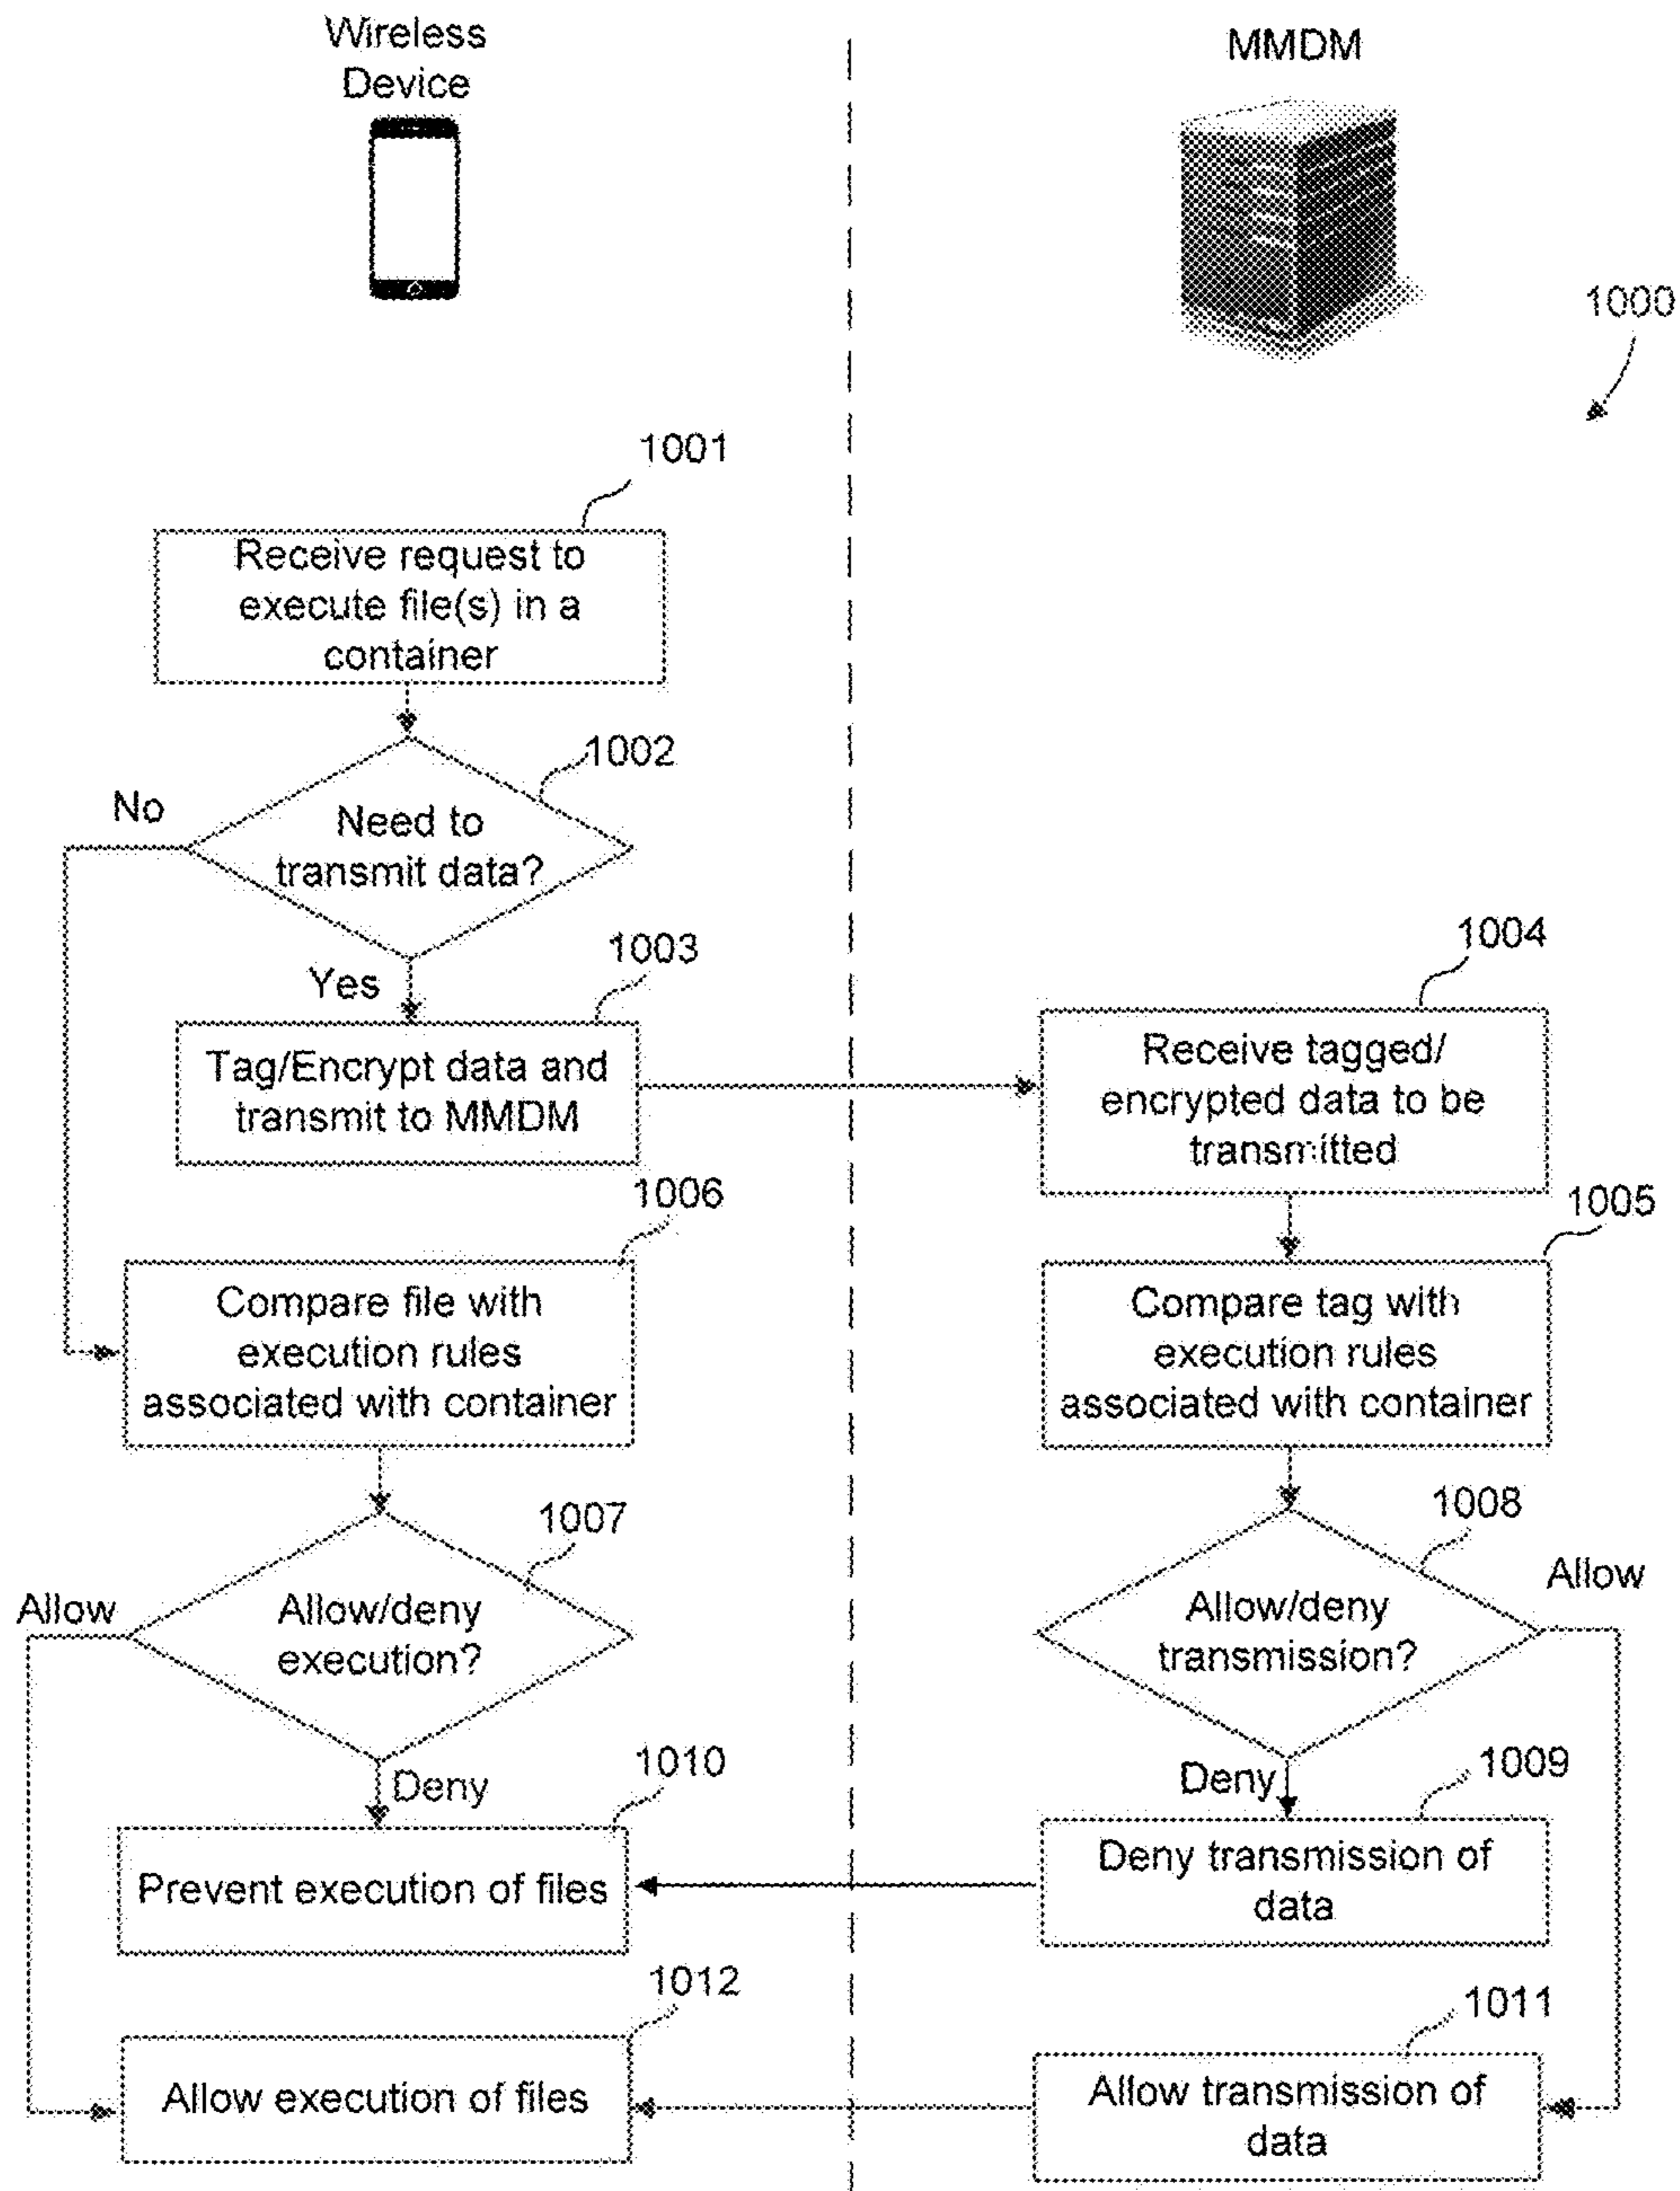 Wireless
Device
MMDM
1000
1001
Receive request to
execute file(s) in a
container
1002
No
Need to
transmit data?
Yes
1003
Tag/Encrypt data and
transmit to MMDM
1004
Receive tagged/
encrypted data to be
transmitted
1006
Compare file with
execution rules
associated with container
1005
Compare tag with
execution rules
associated with container
1007
Allow
Allow/deny
execution?
Deny
1008
Allow
Allow/deny
transmission?
Deny
1010
Prevent execution of files
1009
Deny transmission of
data
1012
Allow execution of files
1011
Allow transmission of
data